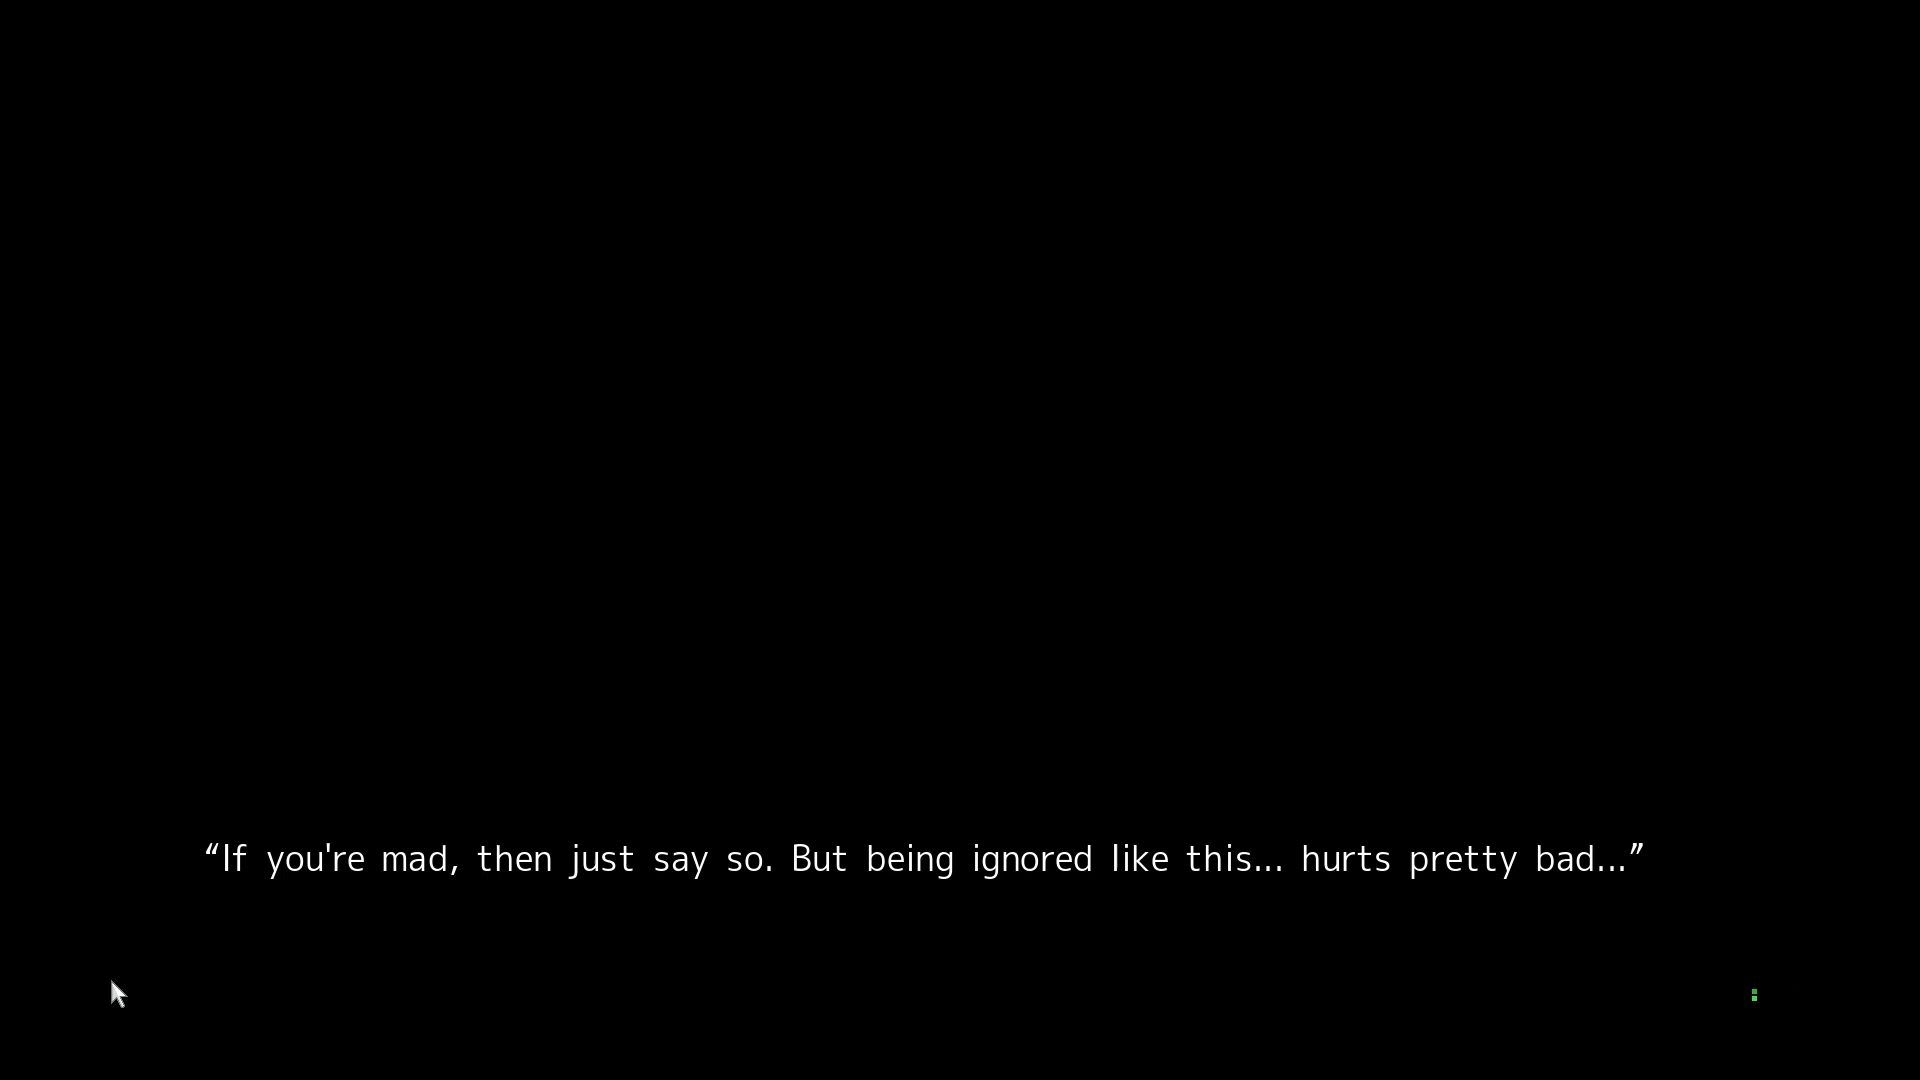 “If you're mad, then just say so. But being ignored like this... hurts pretty bad...”